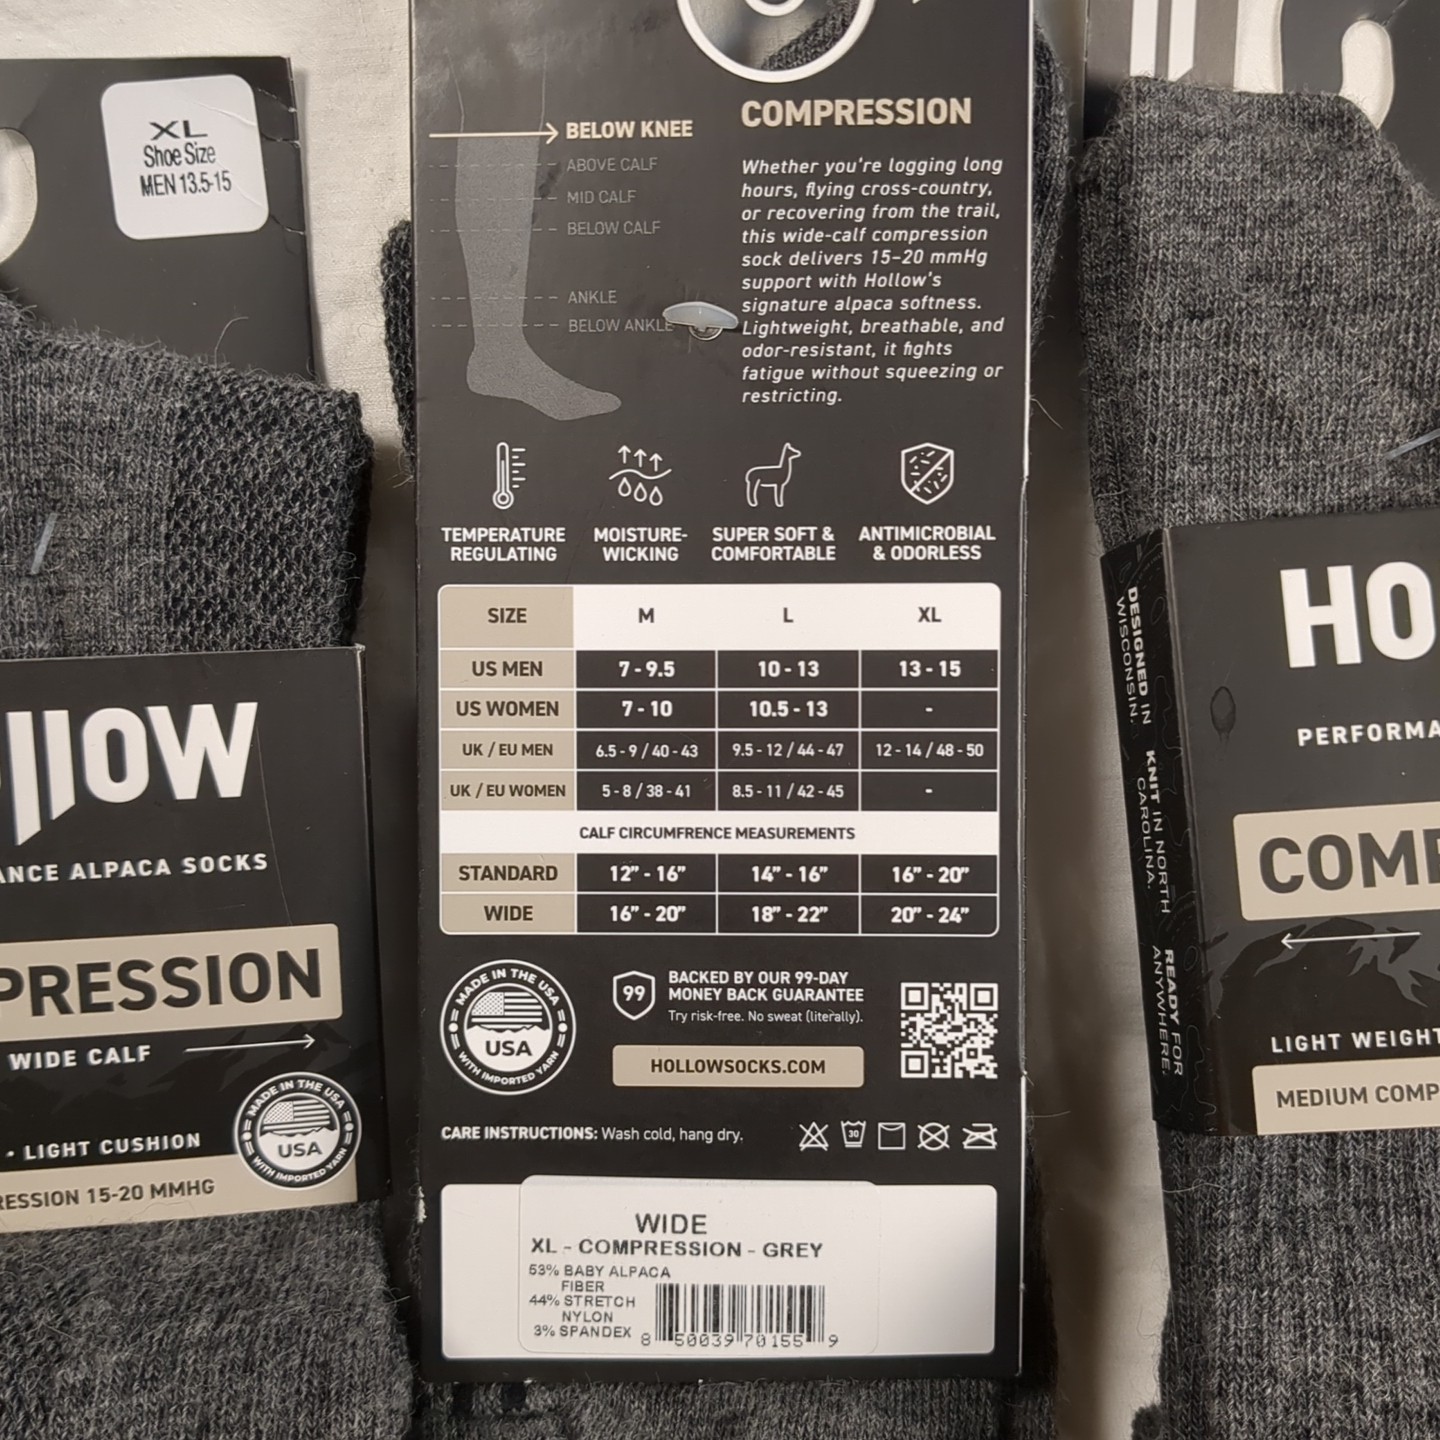 XL
Shoe Size
MEN 13.5-15
OLLOW
ANCE ALPACA SOCKS
PRESSION
WIDE CALF
• LIGHT CUSHION
RESSION 15-20 MMHG
MADE IN THE USA
USA
WITH IMPORTED YARN
BELOW KNEE
ABOVE CALF
MID CALF
BELOW CALF
ANKLE
BELOW ANKLE
COMPRESSION
Whether you're logging long
hours, flying cross-country,
or recovering from the trail,
this wide-calf compression
sock delivers 15–20 mmHg
support with Hollow's
signature alpaca softness.
Lightweight, breathable, and
odor-resistant, it fights
fatigue without squeezing or
restricting.
TEMPERATURE
REGULATING
MOISTURE-
WICKING
SUPER SOFT &
COMFORTABLE
ANTIMICROBIAL
& ODORLESS
SIZE M L XL
US MEN 7 - 9.5 10 - 13 13 - 15
US WOMEN 7 - 10 10.5 - 13 -
UK / EU MEN 6.5 - 9 / 40 - 43 9.5 - 12 / 44 - 47 12 - 14 / 48 - 50
UK / EU WOMEN 5 - 8 / 38 - 41 8.5 - 11 / 42 - 45 -
CALF CIRCUMFRENCE MEASUREMENTS
STANDARD 12" - 16" 14" - 16" 16" - 20"
WIDE 16" - 20" 18" - 22" 20" - 24"
MADE IN THE USA
USA
WITH IMPORTED YARN
99
BACKED BY OUR 99-DAY
MONEY BACK GUARANTEE
Try risk-free. No sweat (literally).
HOLLOWSOCKS.COM
CARE INSTRUCTIONS: Wash cold, hang dry.
30
WIDE
XL - COMPRESSION - GREY
53% BABY ALPACA
FIBER
44% STRETCH
NYLON
3% SPANDEX
8 50039 70155 9
DESIGNED IN
WISCONSIN.
KNIT IN NORTH
CAROLINA.
READY FOR
ANYWHERE.
HO
PERFORMA
COMP
LIGHT WEIGHT
MEDIUM COMP